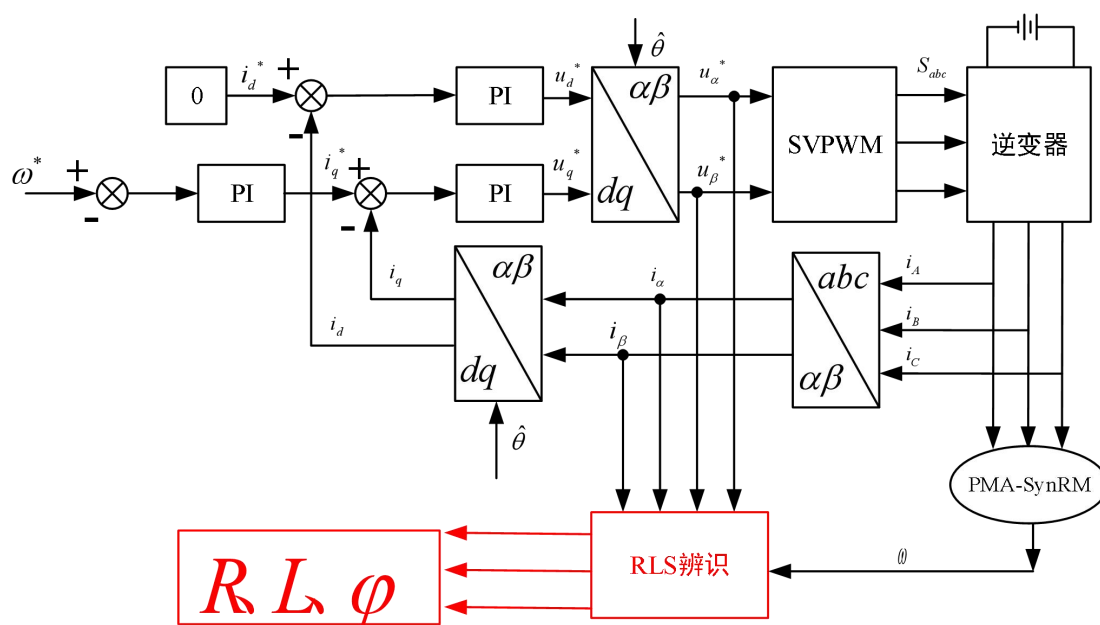 θ̂
0
i_d^*
+
-
PI
u_d^*
αβ
dq
u_α^*
SVPWM
S_abc
逆变器
ω^*
+
-
PI
i_q^*
+
-
PI
u_q^*
u_β^*
i_q
i_d
αβ
dq
θ̂
i_α
i_β
abc
αβ
i_A
i_B
i_C
PMA-SynRM
R、L、φ
RLS辨识
ω